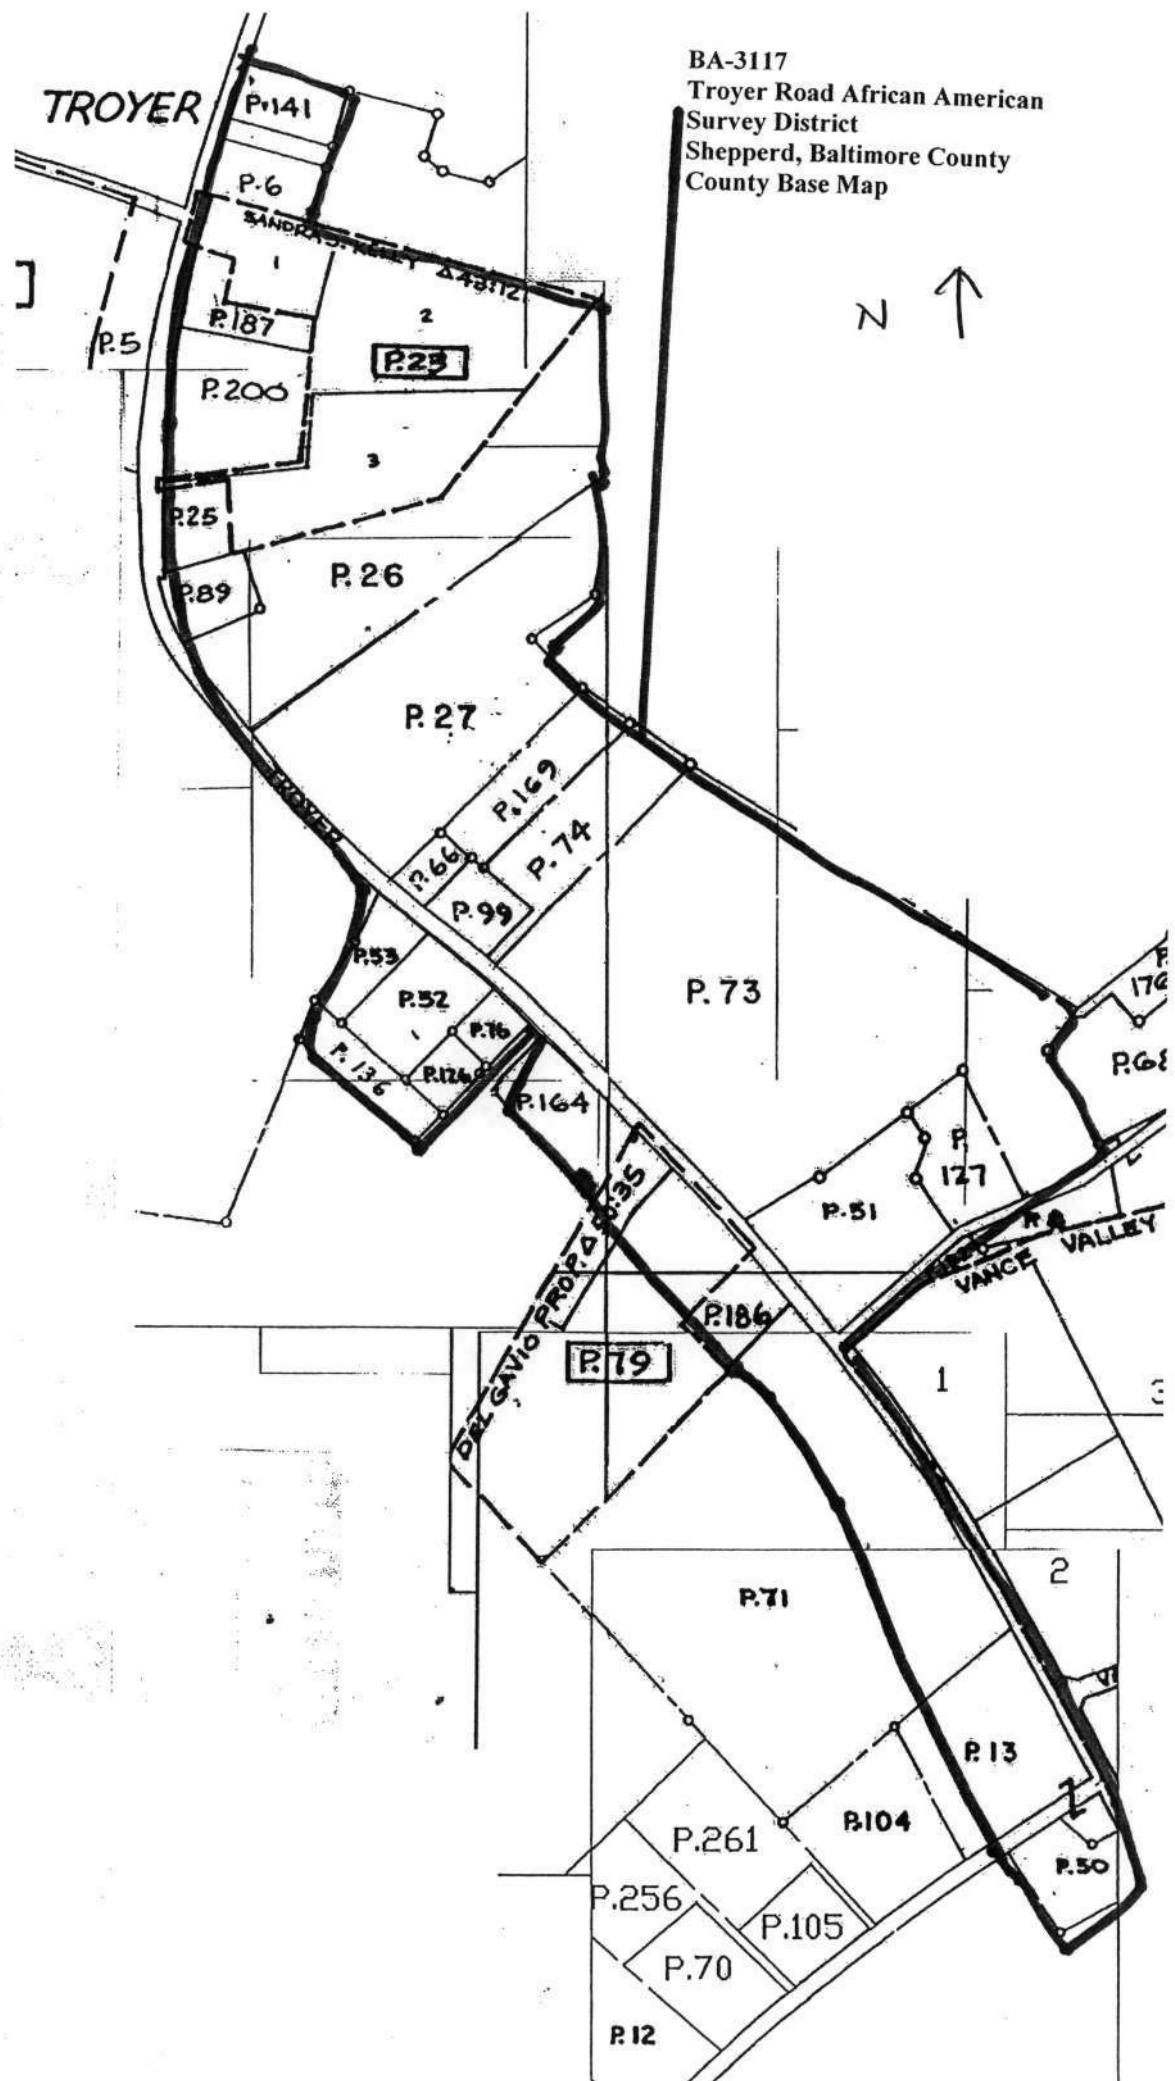 BA-3117
Troyer Road African American
Survey District
Shepperd, Baltimore County
County Base Map
N
TROYER
P.141
P.6
SANDRA J. KELLY
1
2
P.187
P.5
P.23
P.200
3
P.25
P.26
P.89
P.27
P.169
TROYER
P.74
P.66
P.99
P.53
P.52
P.73
1
P.76
P.136
P.126
P.164
P.
127
P.51
VANCE VALLEY
DEL GAVIO PROP.
P.186
P.79
1
2
P.71
P.13
P.104
P.261
P.50
P.256
P.105
P.70
P.12